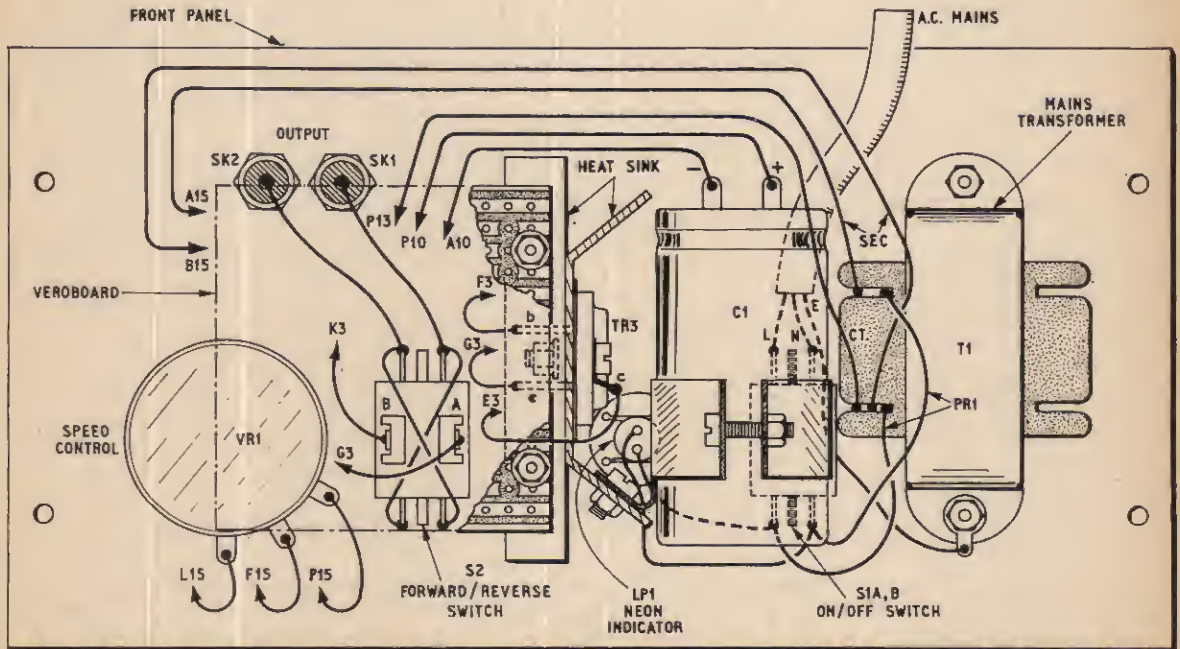 FRONT PANEL
A.C. MAINS
MAINS
TRANSFORMER
OUTPUT
SK2
SK1
HEAT SINK
A15
B15
P13
P10
A10
−
+
SEC
VEROBOARD
F3
b
TR3
C1
E
L
N
CT.
T1
K3
G3
e
c
E3
B
A
SPEED
CONTROL
VR1
G3
PR1
L15
F15
P15
S2
FORWARD/REVERSE
SWITCH
LP1
NEON
INDICATOR
S1A,B
ON/OFF SWITCH